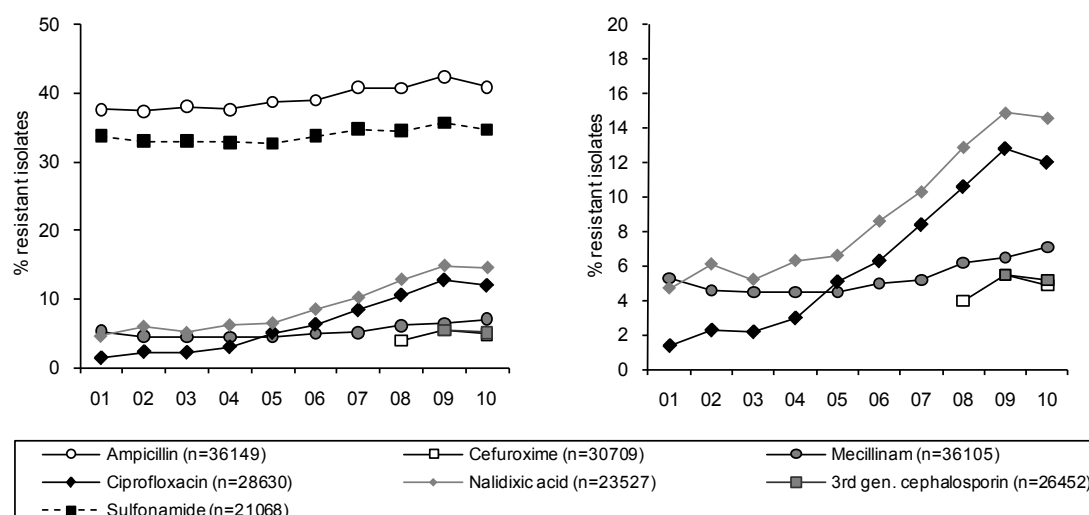 50
40
30
20
10
0
% resistant isolates
01 02 03 04 05 06 07 08 09 10
20
18
16
14
12
10
8
6
4
2
0
% resistant isolates
01 02 03 04 05 06 07 08 09 10
Ampicillin (n=36149) Cefuroxime (n=30709) Mecillinam (n=36105)
Ciprofloxacin (n=28630) Nalidixic acid (n=23527) 3rd gen. cephalosporin (n=26452)
Sulfonamide (n=21068)